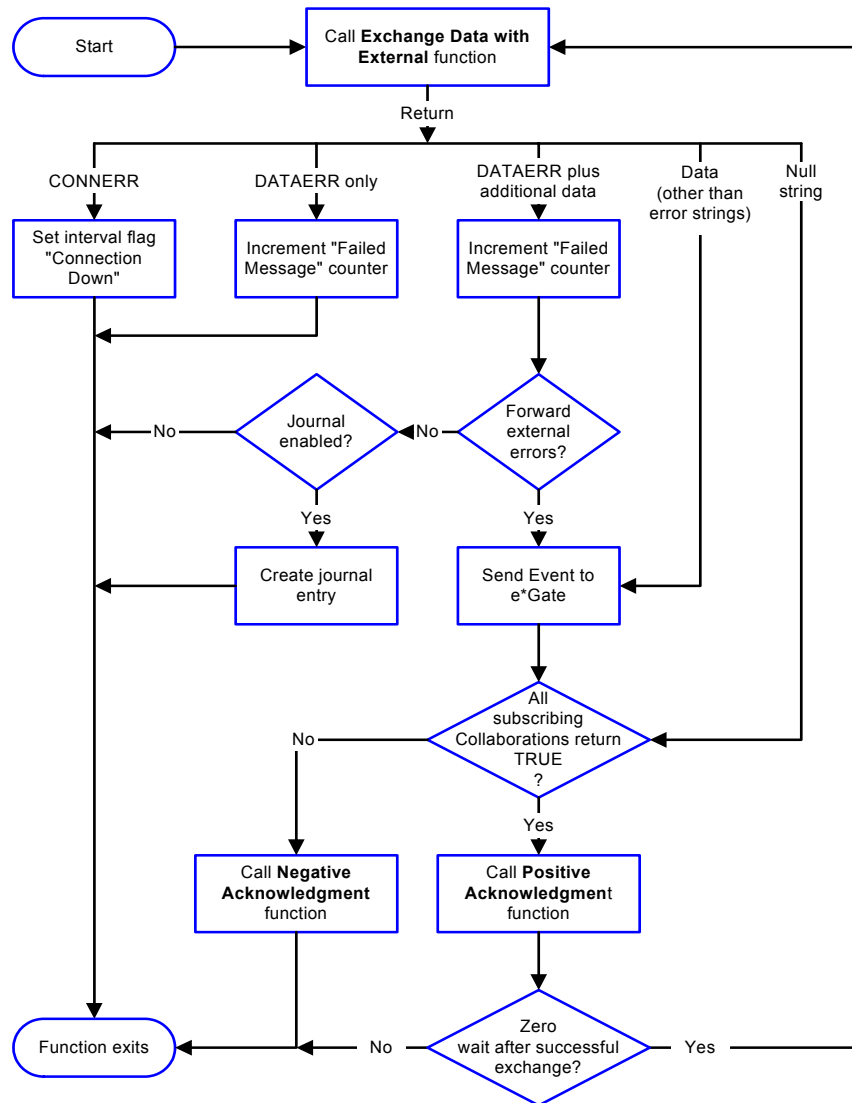 Start
Call Exchange Data with
External function
Return
CONNERR
DATAERR only
DATAERR plus
additional data
Data
(other than
error strings)
Null
string
Set interval flag
"Connection
Down"
Increment "Failed
Message" counter
Increment "Failed
Message" counter
No
Journal
enabled?
No
Forward
external
errors?
Yes
Yes
Create journal
entry
Send Event to
e*Gate
No
All
subscribing
Collaborations return
TRUE
?
Yes
Call Negative
Acknowledgment
function
Call Positive
Acknowledgment
function
Function exits
No
Zero
wait after successful
exchange?
Yes